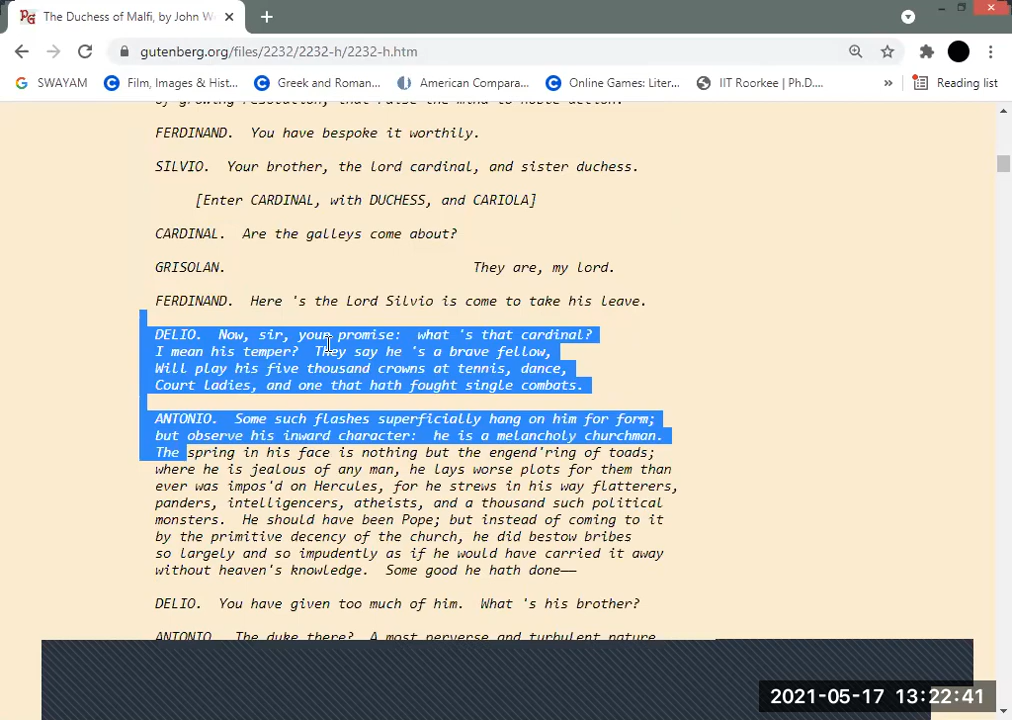 The Duchess of Malfi, by John W
gutenberg.org/files/2232/2232-h/2232-h.htm
SWAYAM
Film, Images & Hist...
Greek and Roman...
American Compara...
Online Games: Liter...
IIT Roorkee | Ph.D....
»
Reading list
FERDINAND. You have bespoke it worthily.
SILVIO. Your brother, the lord cardinal, and sister duchess.
[Enter CARDINAL, with DUCHESS, and CARIOLA]
CARDINAL. Are the galleys come about?
GRISOLAN. They are, my lord.
FERDINAND. Here 's the Lord Silvio is come to take his leave.
DELIO. Now, sir, your promise: what 's that cardinal?
I mean his temper? They say he 's a brave fellow,
Will play his five thousand crowns at tennis, dance,
Court ladies, and one that hath fought single combats.
ANTONIO. Some such flashes superficially hang on him for form;
but observe his inward character: he is a melancholy churchman.
The spring in his face is nothing but the engend'ring of toads;
where he is jealous of any man, he lays worse plots for them than
ever was impos'd on Hercules, for he strews in his way flatterers,
panders, intelligencers, atheists, and a thousand such political
monsters. He should have been Pope; but instead of coming to it
by the primitive decency of the church, he did bestow bribes
so largely and so impudently as if he would have carried it away
without heaven's knowledge. Some good he hath done——
DELIO. You have given too much of him. What 's his brother?
ANTONIO. The duke there? A most perverse and turbulent nature
2021-05-17 13:22:41